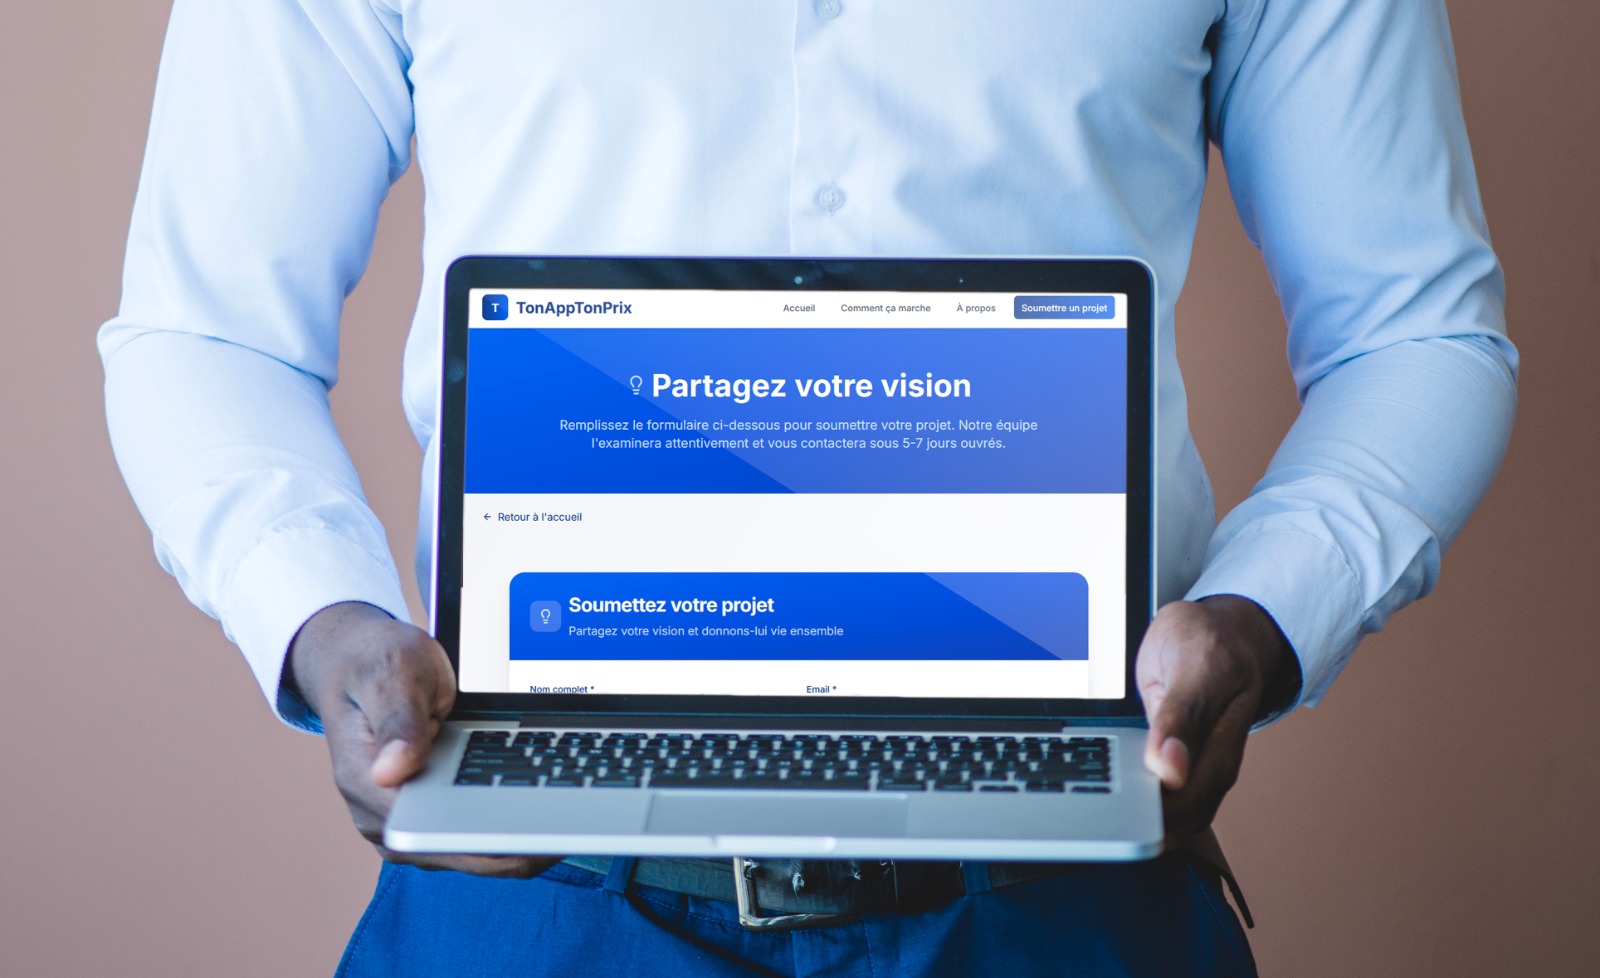 T TonAppTonPrix
Accueil Comment ça marche À propos Soumettre un projet
Partagez votre vision
Remplissez le formulaire ci-dessous pour soumettre votre projet. Notre équipe
l'examinera attentivement et vous contactera sous 5-7 jours ouvrés.
← Retour à l'accueil
Soumettez votre projet
Partagez votre vision et donnons-lui vie ensemble
Nom complet * Email *